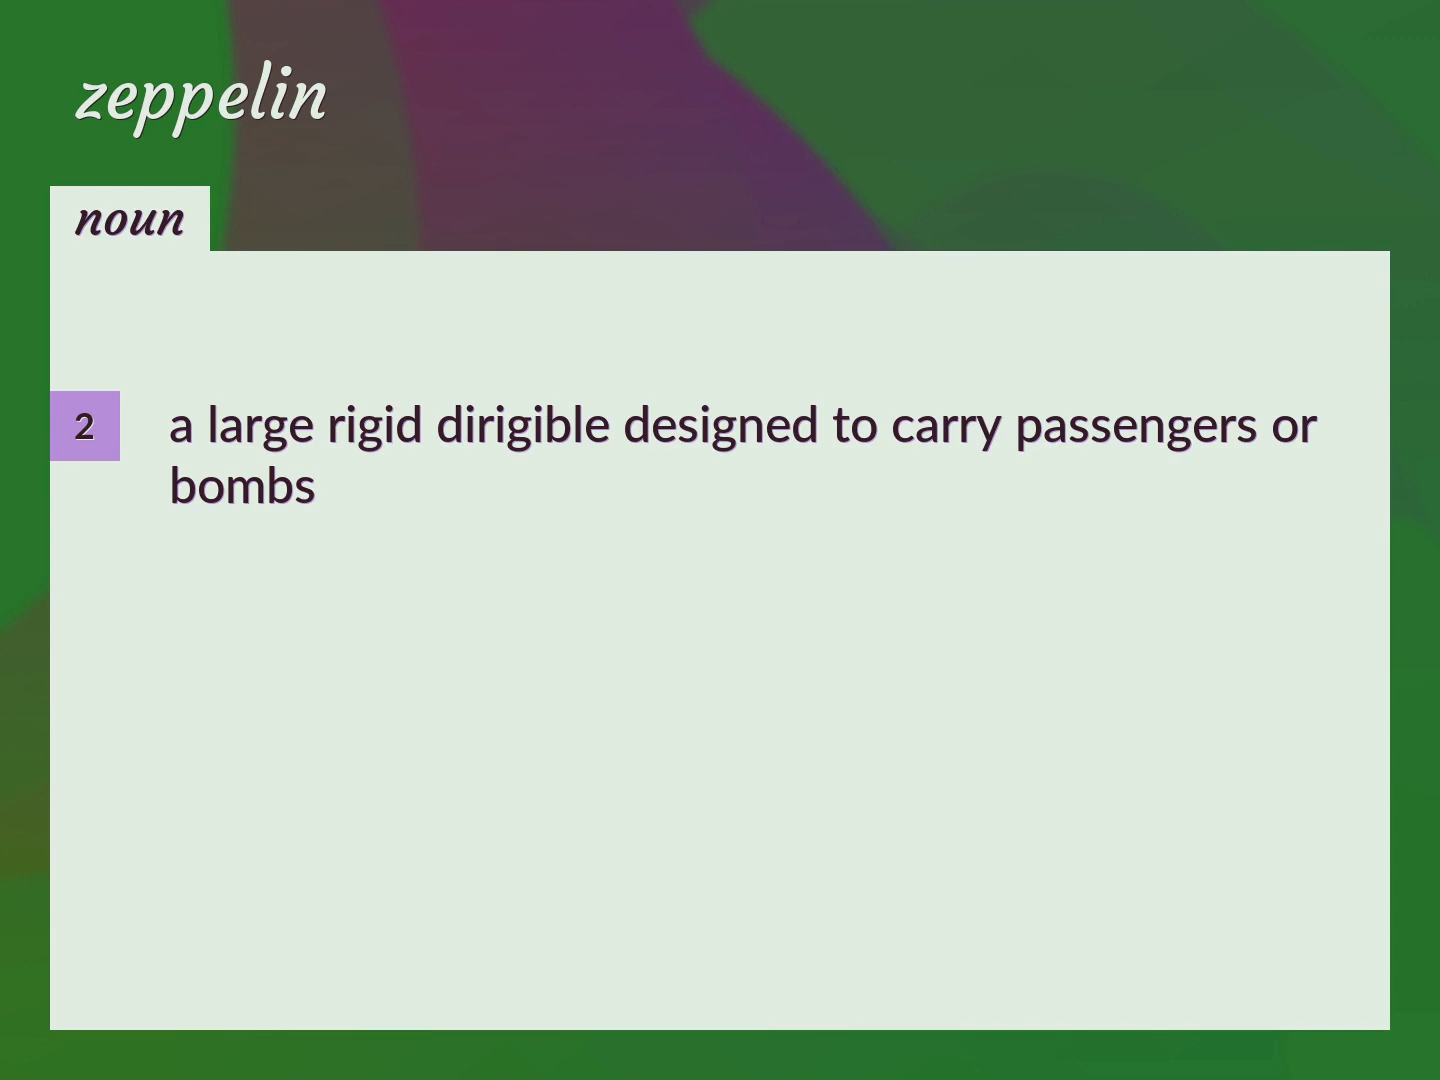 zeppelin
noun
2
a large rigid dirigible designed to carry passengers or
bombs